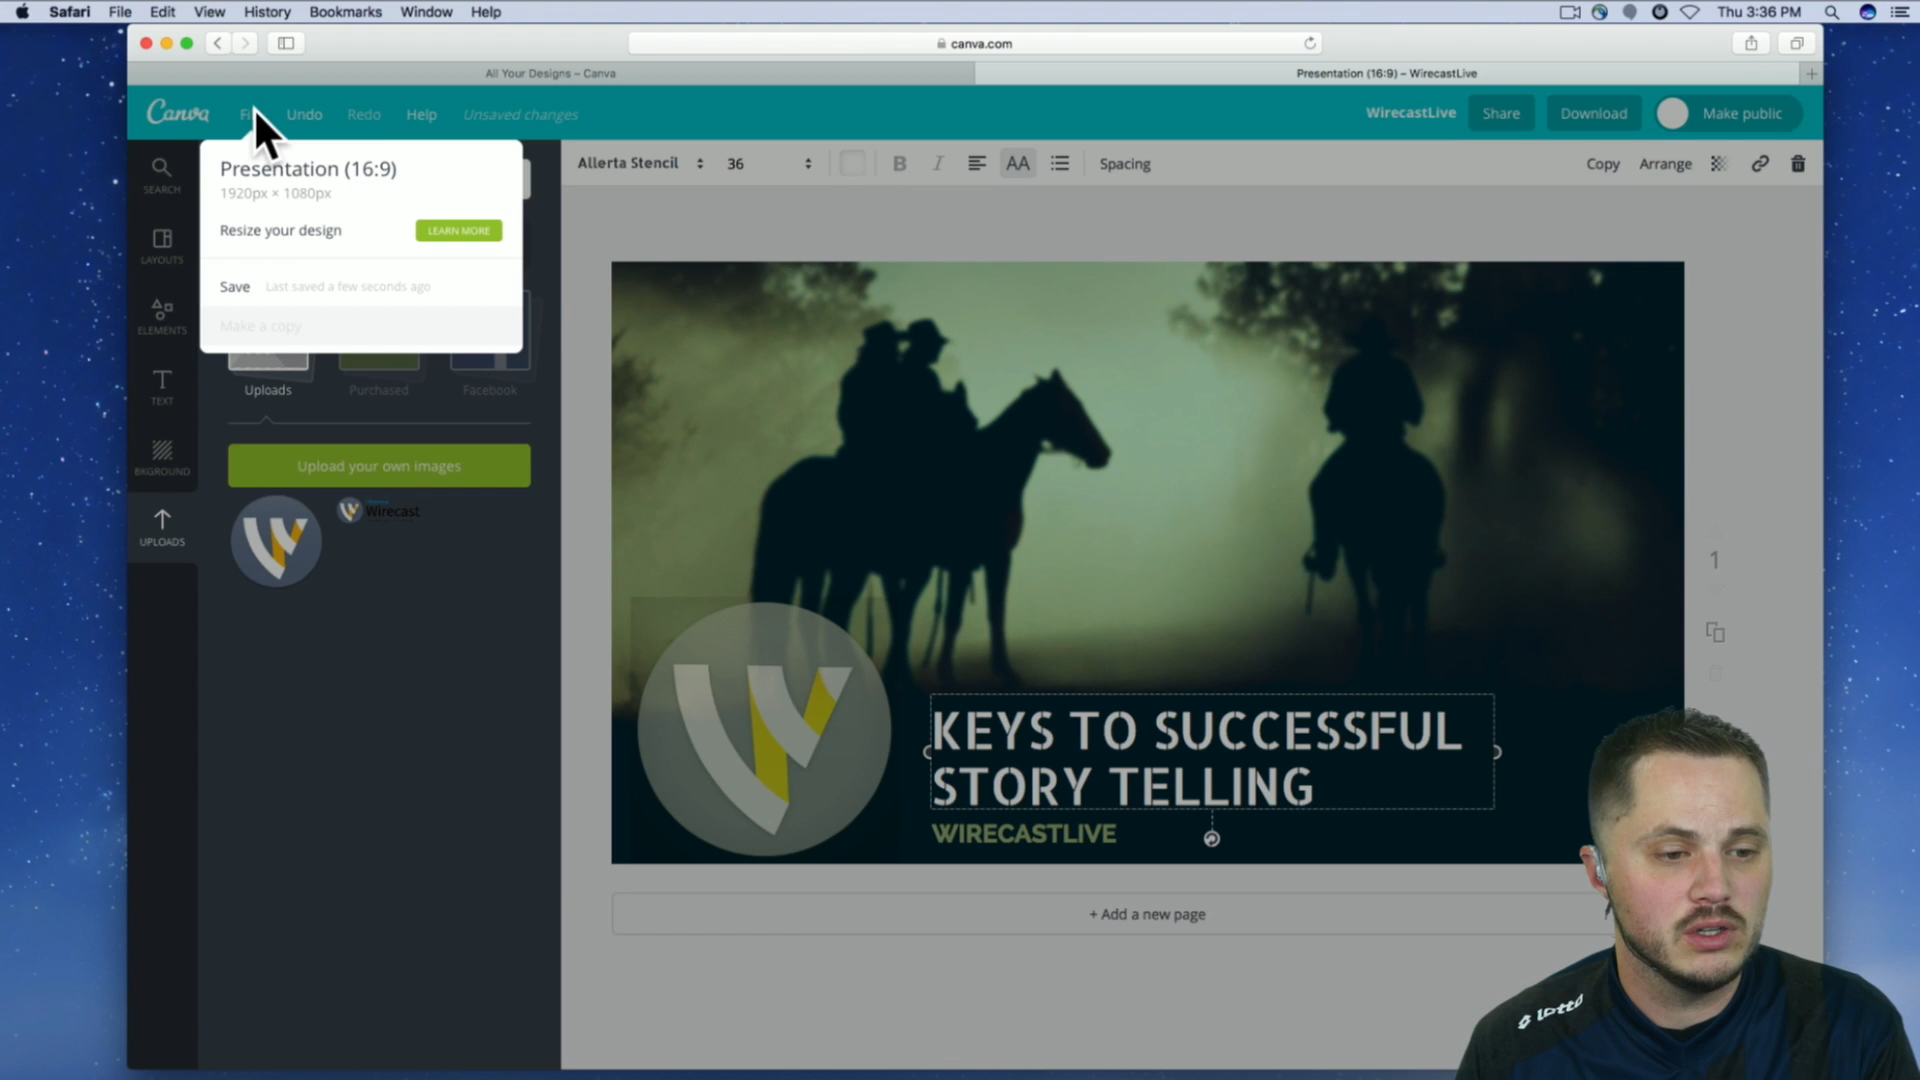 Safari File Edit View History Bookmarks Window Help Thu 3:36 PM
canva.com
All Your Designs – Canva
Presentation (16:9) – WirecastLive
Canva Undo Redo Help Unsaved changes WirecastLive Share Download Make public
Presentation (16:9)
1920px × 1080px
Resize your design LEARN MORE
Save Last saved a few seconds ago
Make a copy
Allerta Stencil 36 B I AA Spacing Copy Arrange
SEARCH
LAYOUTS
ELEMENTS
TEXT
BKGROUND
UPLOADS
Uploads Purchased Facebook
Upload your own images
Wirecast
KEYS TO SUCCESSFUL
STORY TELLING
WIRECASTLIVE
1
+ Add a new page
lotto